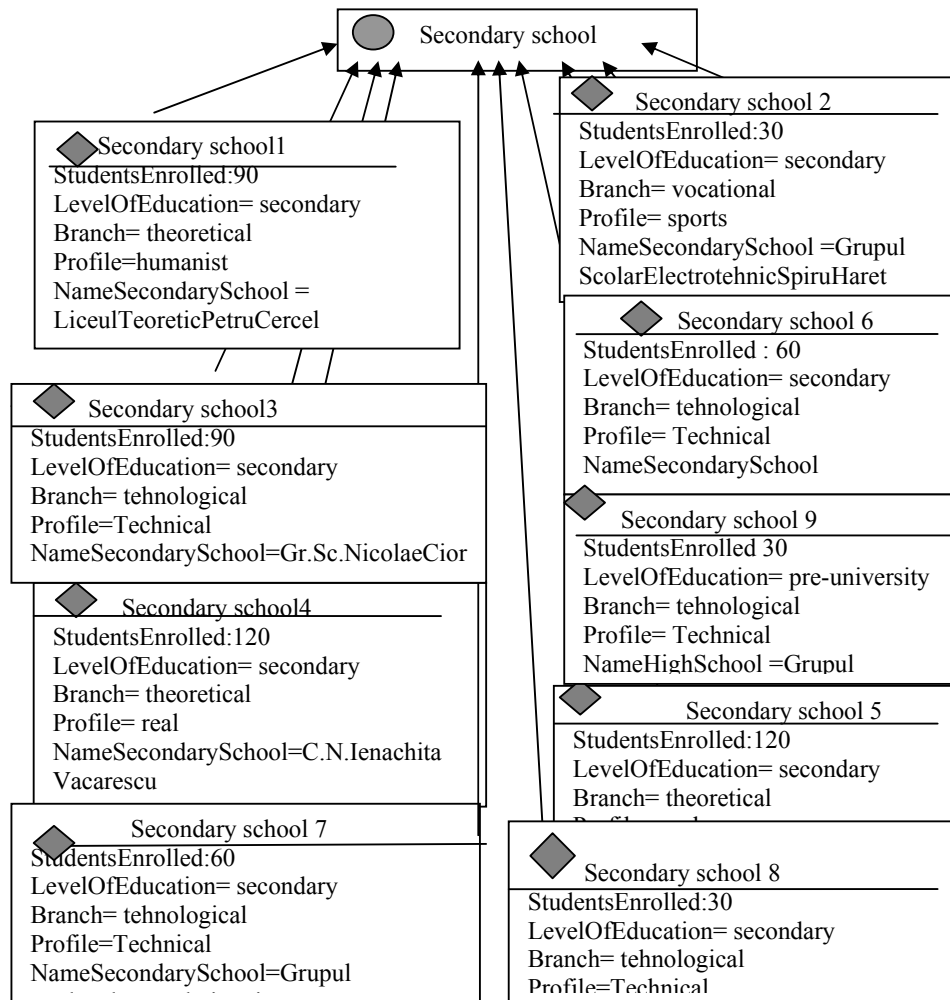 Secondary school
Secondary school1
StudentsEnrolled:90
LevelOfEducation= secondary
Branch= theoretical
Profile=humanist
NameSecondarySchool =
LiceulTeoreticPetruCercel
Secondary school 2
StudentsEnrolled:30
LevelOfEducation= secondary
Branch= vocational
Profile= sports
NameSecondarySchool =Grupul
ScolarElectrotehnicSpiruHaret
Secondary school3
StudentsEnrolled:90
LevelOfEducation= secondary
Branch= tehnological
Profile=Technical
NameSecondarySchool=Gr.Sc.NicolaeCior
Secondary school 6
StudentsEnrolled : 60
LevelOfEducation= secondary
Branch= tehnological
Profile= Technical
NameSecondarySchool
Secondary school 9
StudentsEnrolled 30
LevelOfEducation= pre-university
Branch= tehnological
Profile= Technical
NameHighSchool =Grupul
Secondary school4
StudentsEnrolled:120
LevelOfEducation= secondary
Branch= theoretical
Profile= real
NameSecondarySchool=C.N.Ienachita
Vacarescu
Secondary school 5
StudentsEnrolled:120
LevelOfEducation= secondary
Branch= theoretical
Secondary school 7
StudentsEnrolled:60
LevelOfEducation= secondary
Branch= tehnological
Profile=Technical
NameSecondarySchool=Grupul
Secondary school 8
StudentsEnrolled:30
LevelOfEducation= secondary
Branch= tehnological
Profile=Technical